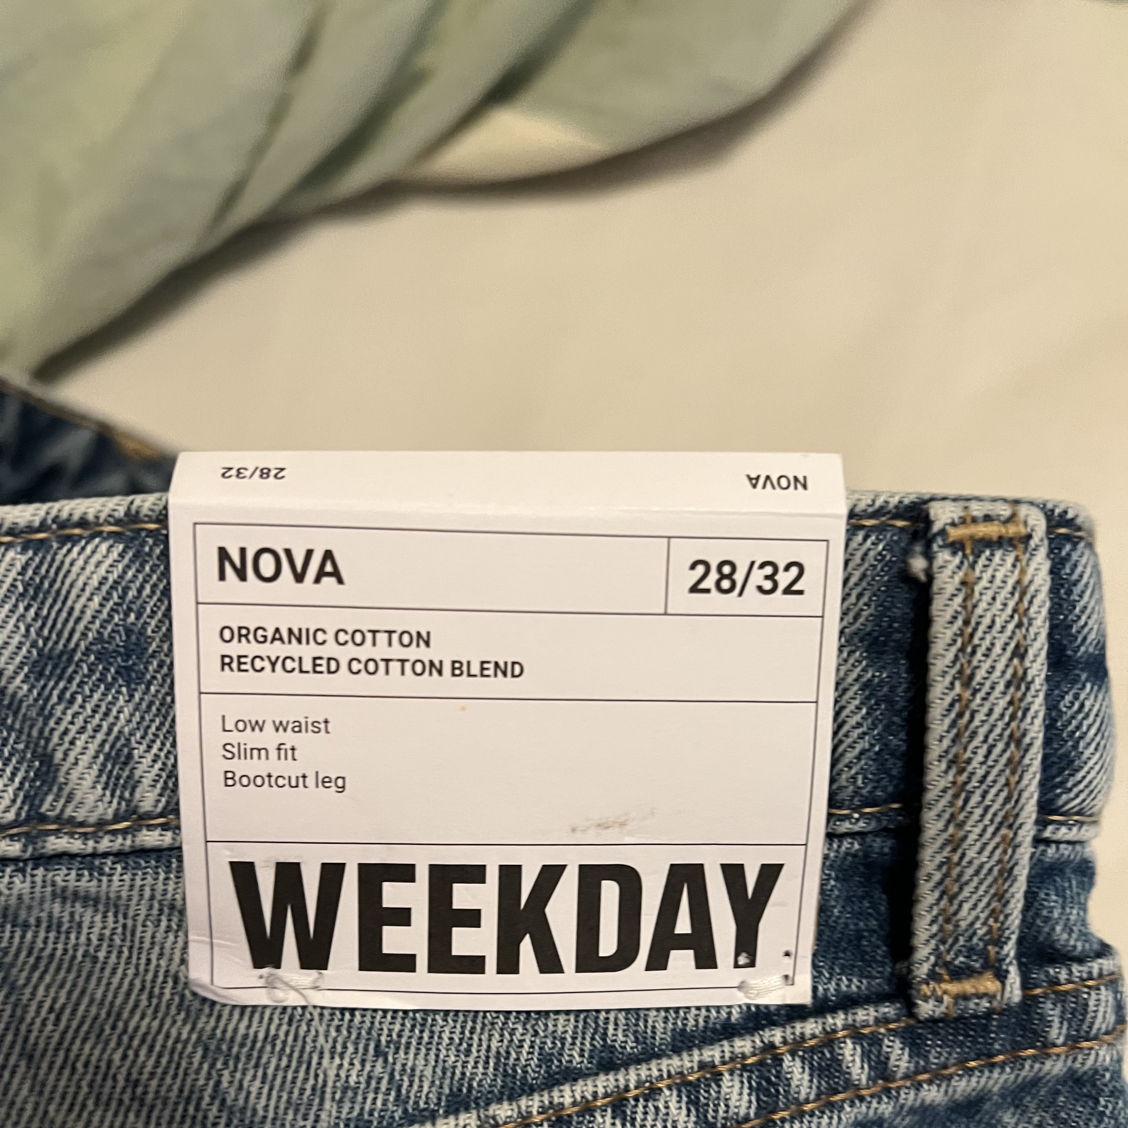 28/32 NOVA
NOVA 28/32
ORGANIC COTTON
RECYCLED COTTON BLEND
Low waist
Slim fit
Bootcut leg
WEEKDAY